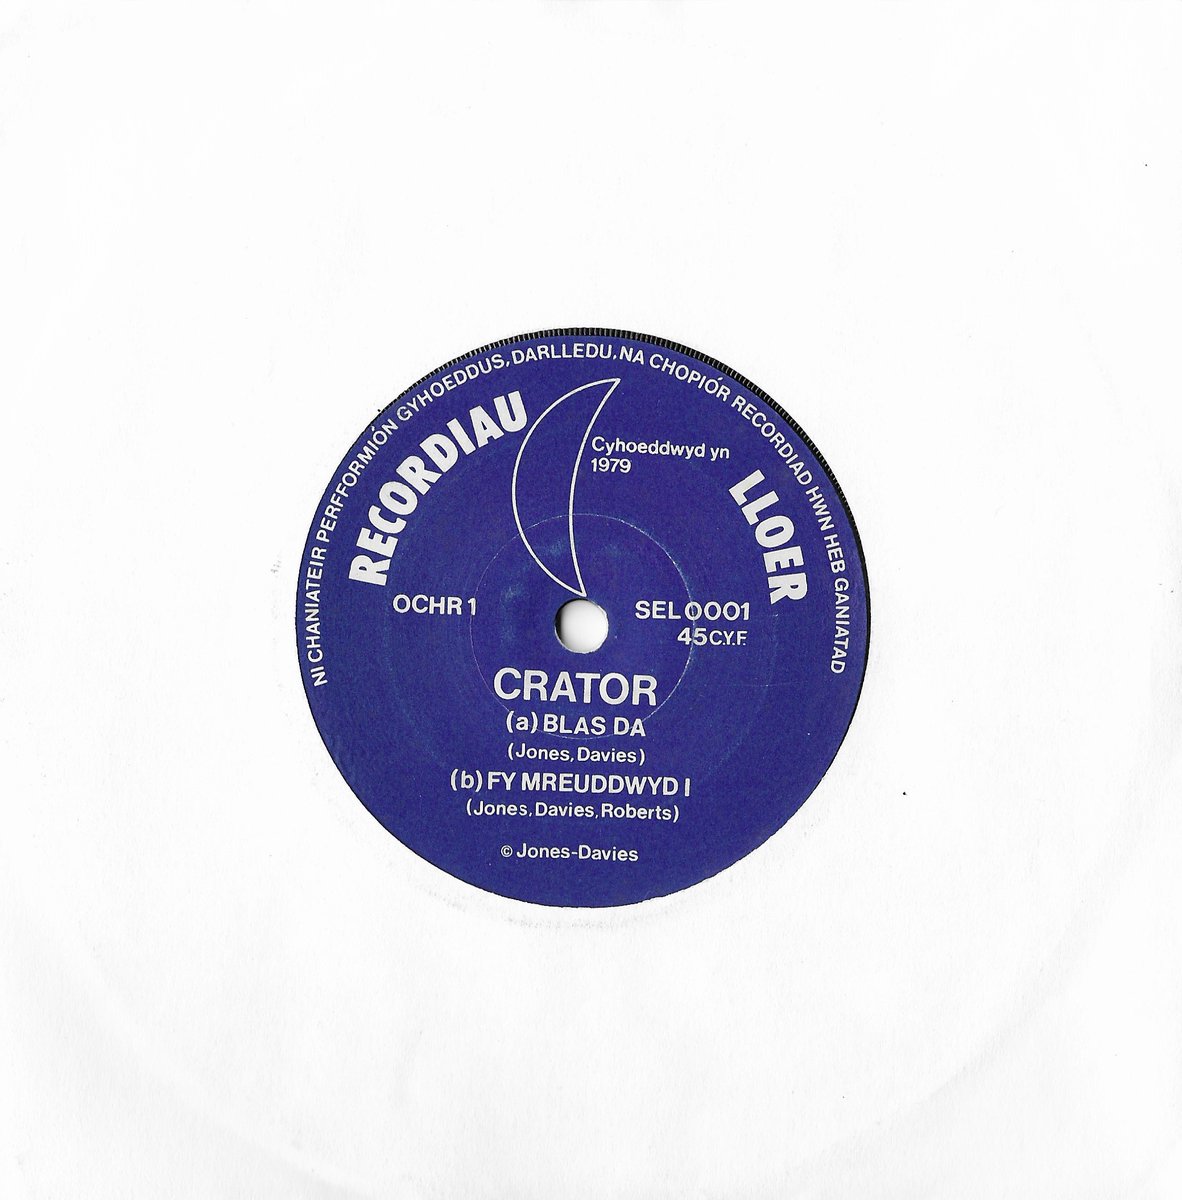 NI CHANIATEIR PERFFORMIÓN GYHOEDDUS, DARLLEDU, NA CHOPIÓR RECORDIAD HWN HEB GANIATAD
RECORDIAU LLOER
Cyhoeddwyd yn
1979
OCHR 1
SEL 0001
45 C.Y.F.
CRATOR
(a) BLAS DA
(Jones, Davies)
(b) FY MREUDDWYD I
(Jones, Davies, Roberts)
© Jones-Davies